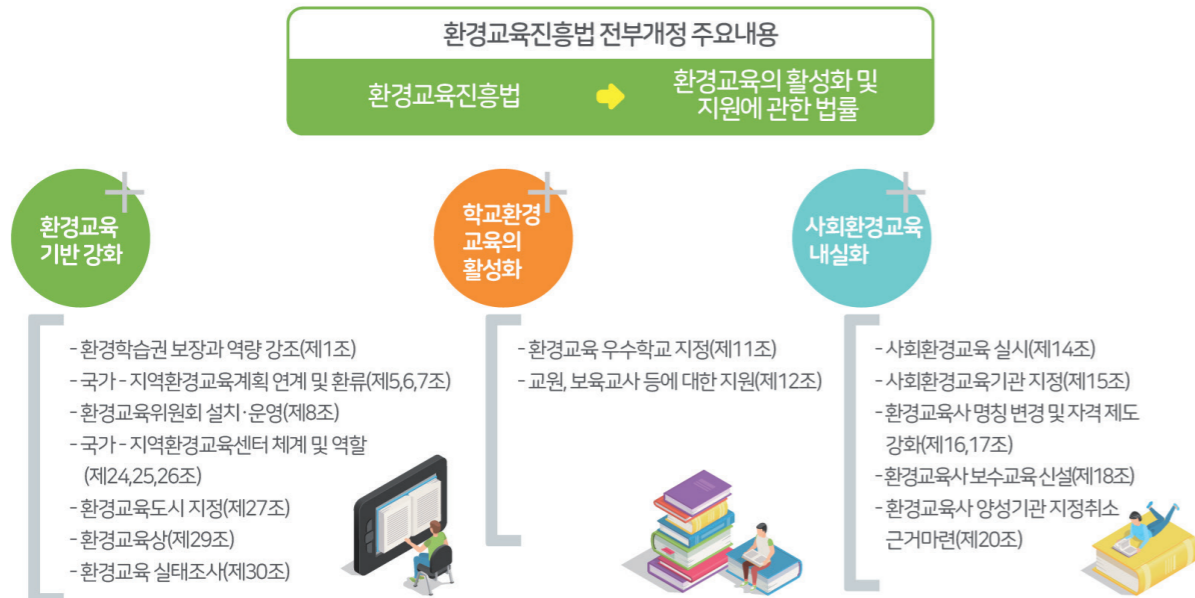 환경교육진흥법 전부개정 주요내용
환경교육진흥법
환경교육의 활성화 및
지원에 관한 법률
환경교육
기반 강화
- 환경학습권 보장과 역량 강조(제1조)
- 국가 - 지역환경교육계획 연계 및 환류(제5,6,7조)
- 환경교육위원회 설치·운영(제8조)
- 국가 - 지역환경교육센터 체계 및 역할
(제24,25,26조)
- 환경교육도시 지정(제27조)
- 환경교육상(제29조)
- 환경교육 실태조사(제30조)
학교환경
교육의
활성화
- 환경교육 우수학교 지정(제11조)
- 교원, 보육교사 등에 대한 지원(제12조)
사회환경교육
내실화
- 사회환경교육 실시(제14조)
- 사회환경교육기관 지정(제15조)
- 환경교육사 명칭 변경 및 자격 제도
강화(제16,17조)
- 환경교육사 보수교육 신설(제18조)
- 환경교육사 양성기관 지정취소
근거마련(제20조)